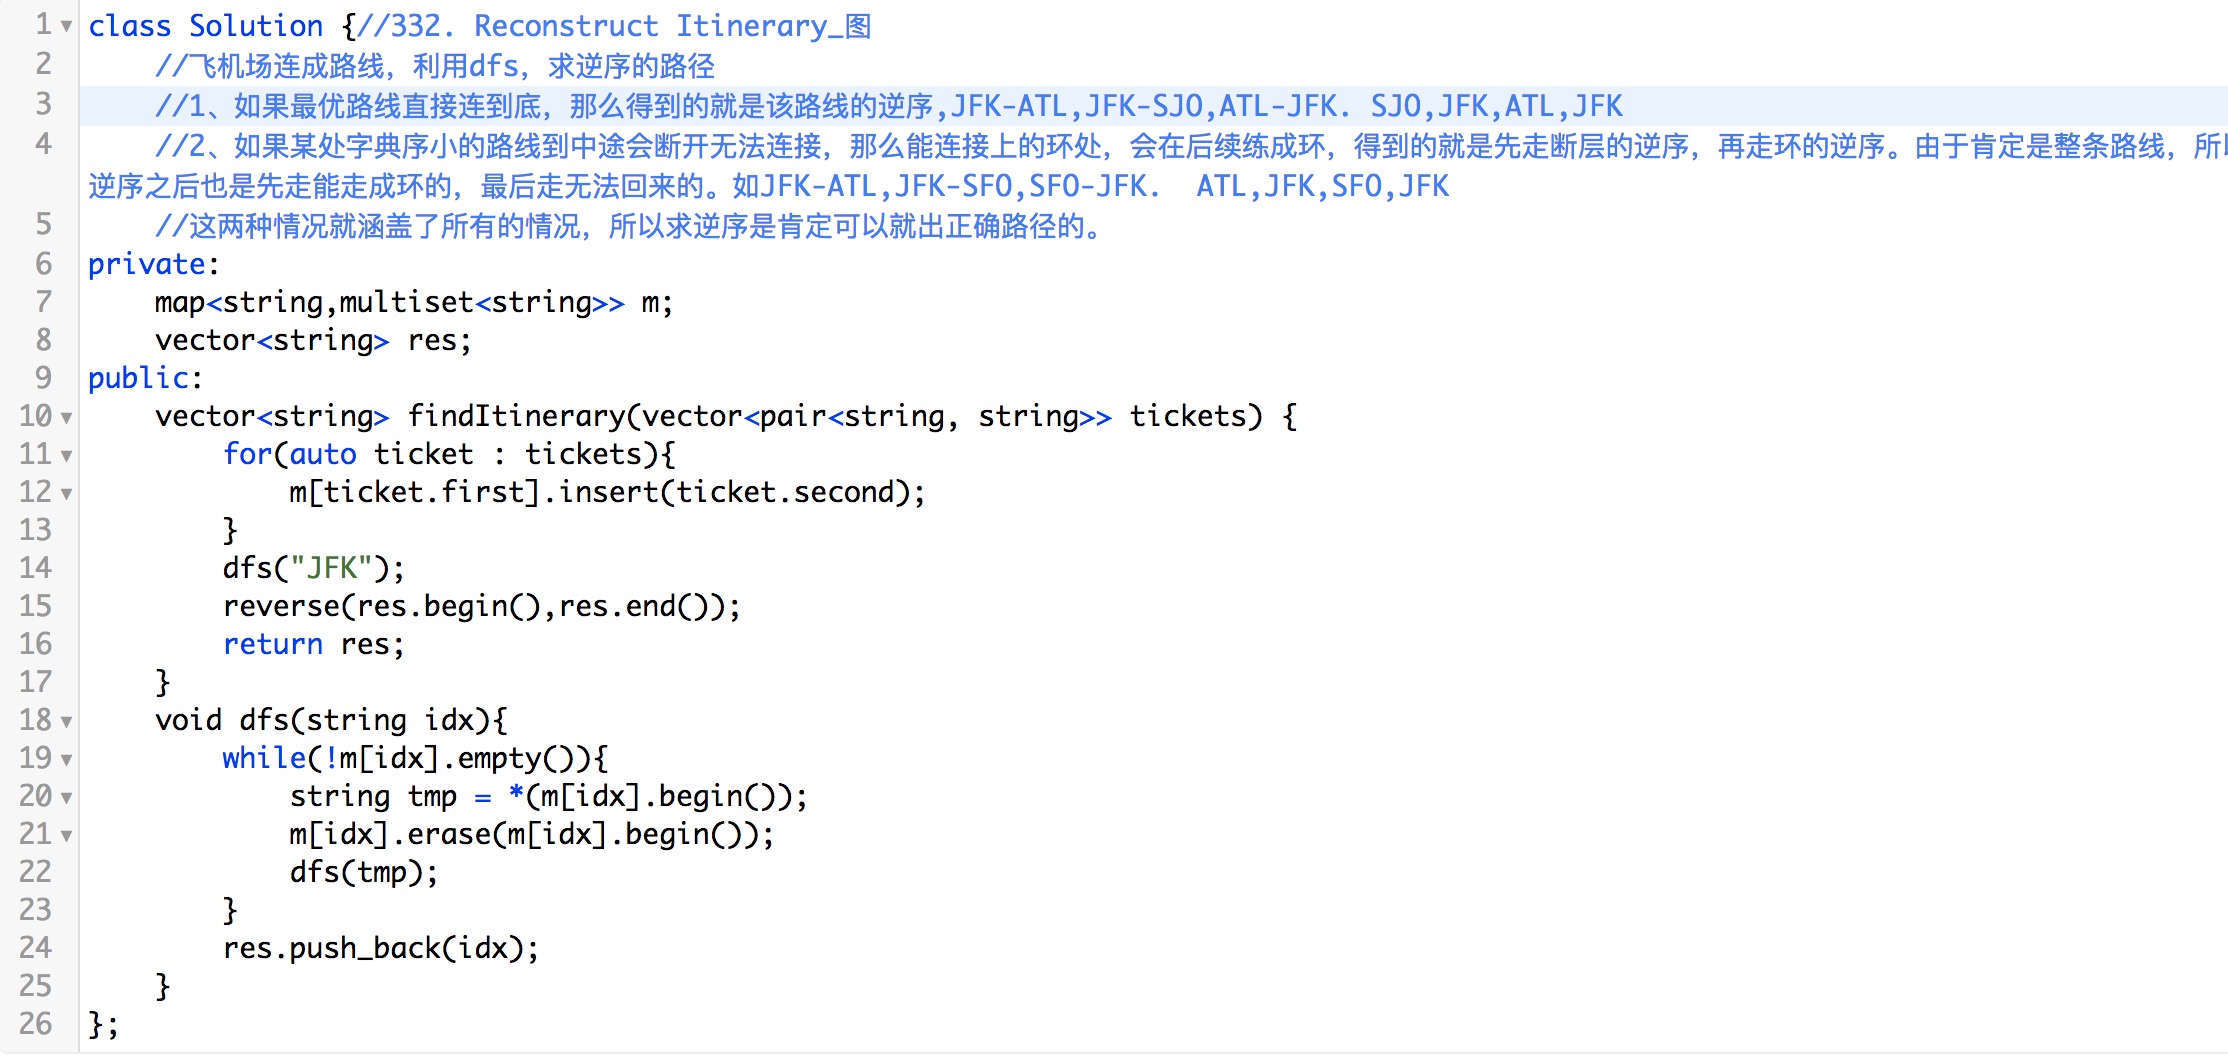 1 class Solution {//332. Reconstruct Itinerary_图
2 //飞机场连成路线，利用dfs，求逆序的路径
3 //1、如果最优路线直接连到底，那么得到的就是该路线的逆序,JFK-ATL,JFK-SJO,ATL-JFK. SJO,JFK,ATL,JFK
4 //2、如果某处字典序小的路线到中途会断开无法连接，那么能连接上的环处，会在后续练成环，得到的就是先走断层的逆序，再走环的逆序。由于肯定是整条路线，所以
逆序之后也是先走能走成环的，最后走无法回来的。如JFK-ATL,JFK-SFO,SFO-JFK. ATL,JFK,SFO,JFK
5 //这两种情况就涵盖了所有的情况，所以求逆序是肯定可以就出正确路径的。
6 private:
7 map<string,multiset<string>> m;
8 vector<string> res;
9 public:
10 vector<string> findItinerary(vector<pair<string, string>> tickets) {
11 for(auto ticket : tickets){
12 m[ticket.first].insert(ticket.second);
13 }
14 dfs("JFK");
15 reverse(res.begin(),res.end());
16 return res;
17 }
18 void dfs(string idx){
19 while(!m[idx].empty()){
20 string tmp = *(m[idx].begin());
21 m[idx].erase(m[idx].begin());
22 dfs(tmp);
23 }
24 res.push_back(idx);
25 }
26 };